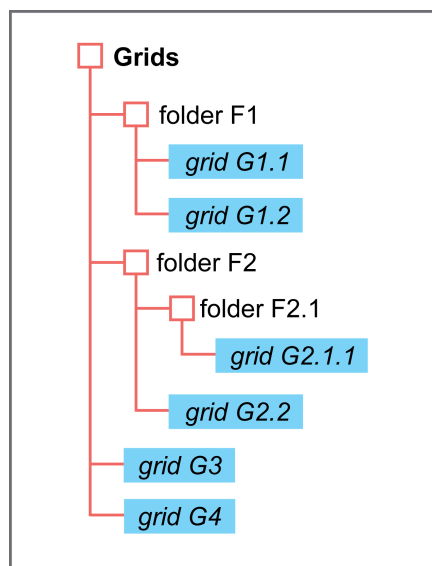 Grids
folder F1
grid G1.1
grid G1.2
folder F2
folder F2.1
grid G2.1.1
grid G2.2
grid G3
grid G4